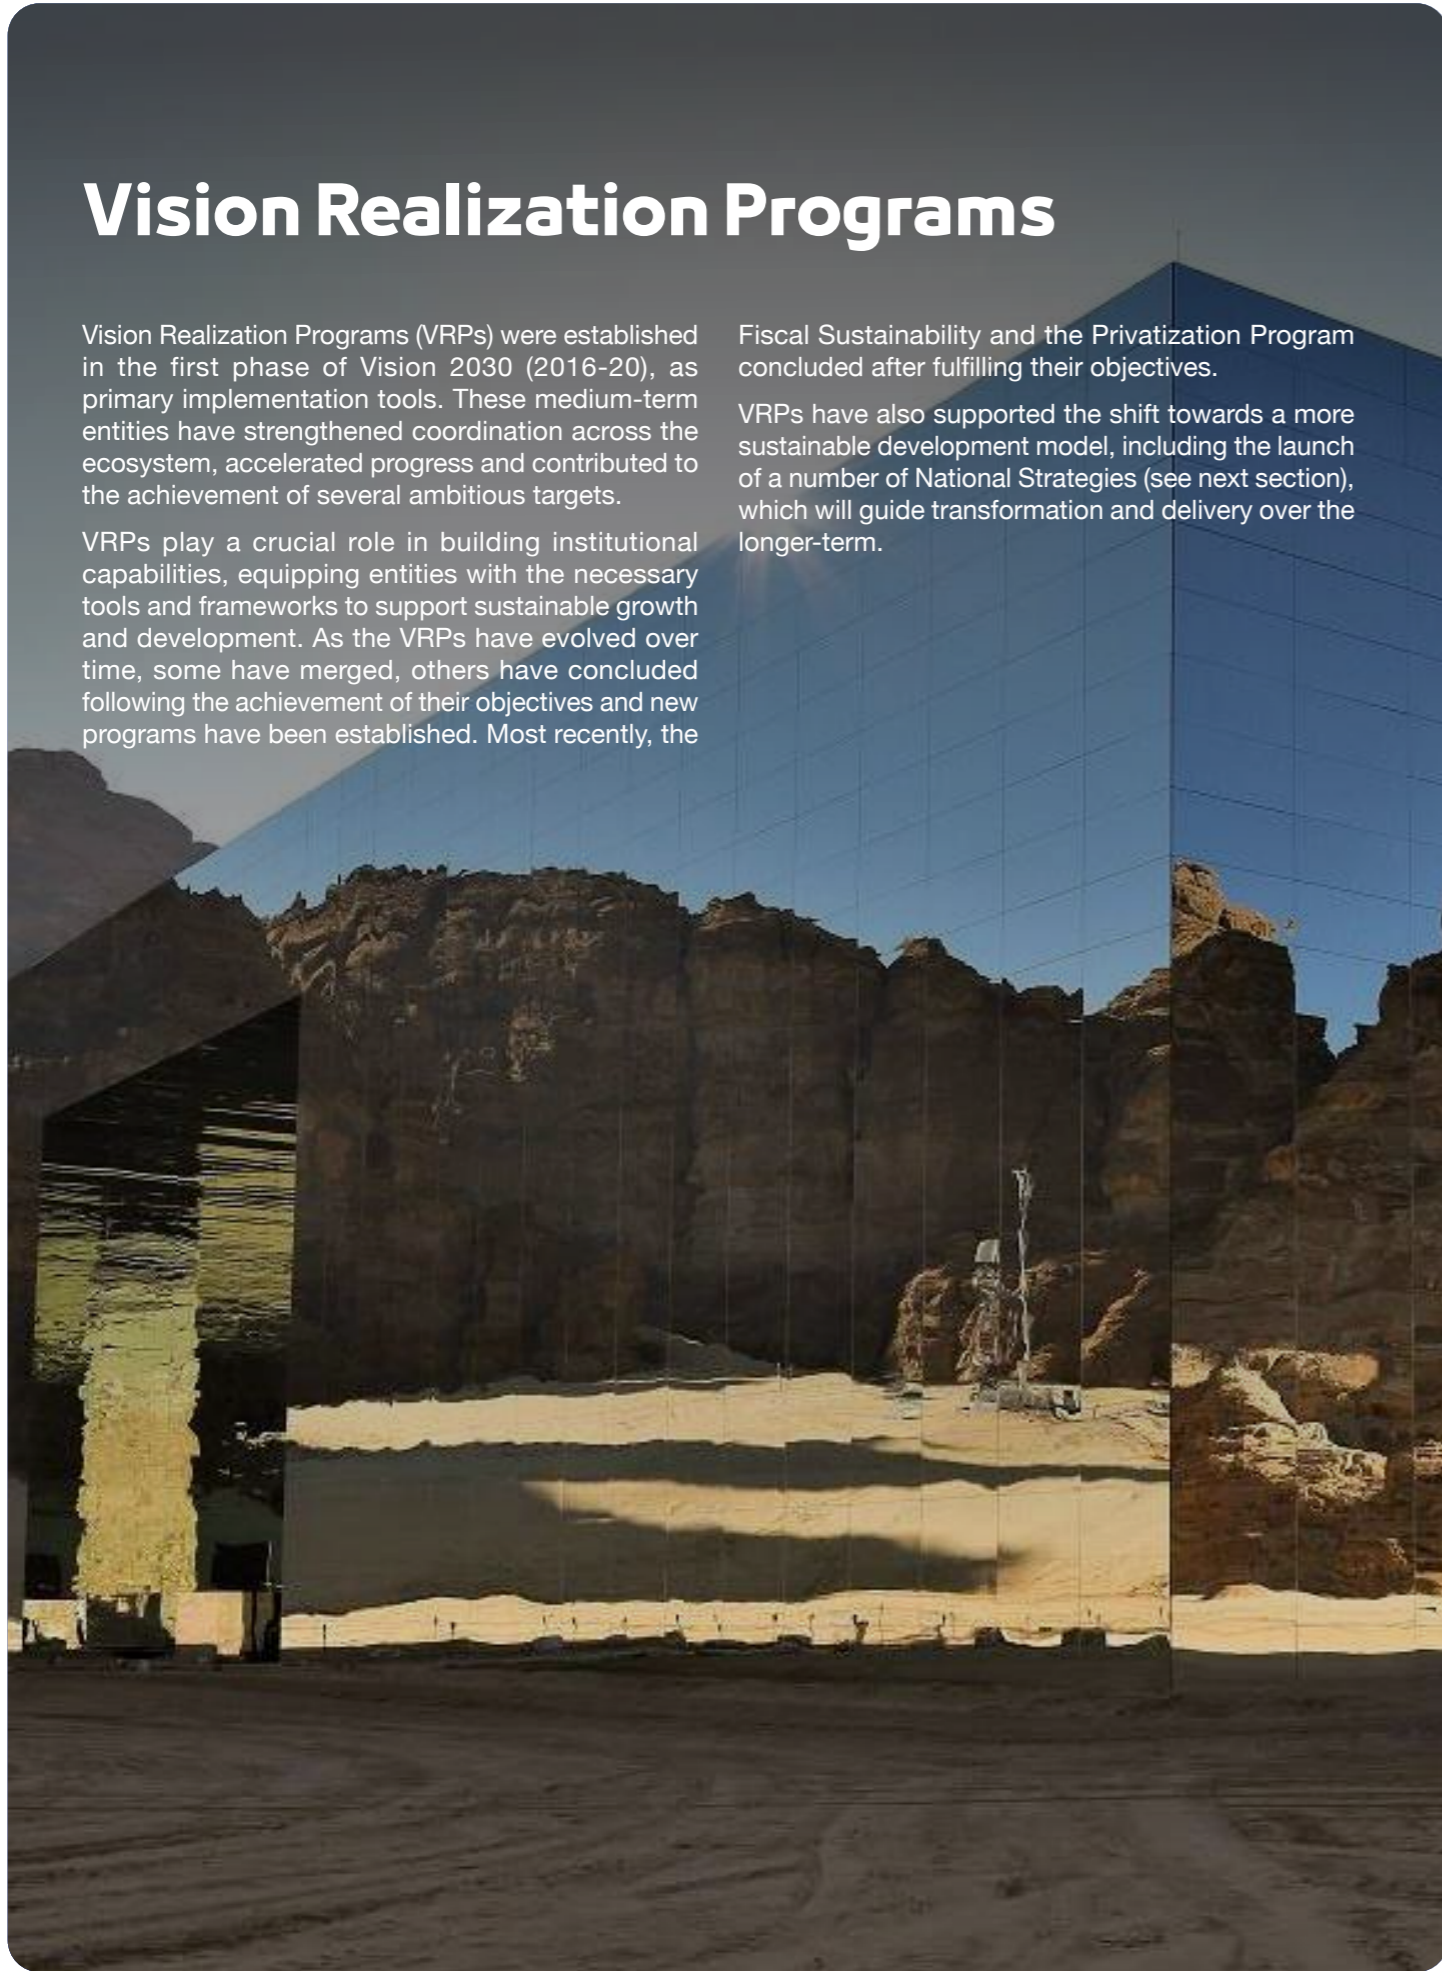 Vision Realization Programs
Vision Realization Programs (VRPs) were established
in the first phase of Vision 2030 (2016-20), as
primary implementation tools. These medium-term
entities have strengthened coordination across the
ecosystem, accelerated progress and contributed to
the achievement of several ambitious targets.
VRPs play a crucial role in building institutional
capabilities, equipping entities with the necessary
tools and frameworks to support sustainable growth
and development. As the VRPs have evolved over
time, some have merged, others have concluded
following the achievement of their objectives and new
programs have been established. Most recently, the
Fiscal Sustainability and the Privatization Program
concluded after fulfilling their objectives.
VRPs have also supported the shift towards a more
sustainable development model, including the launch
of a number of National Strategies (see next section),
which will guide transformation and delivery over the
longer-term.